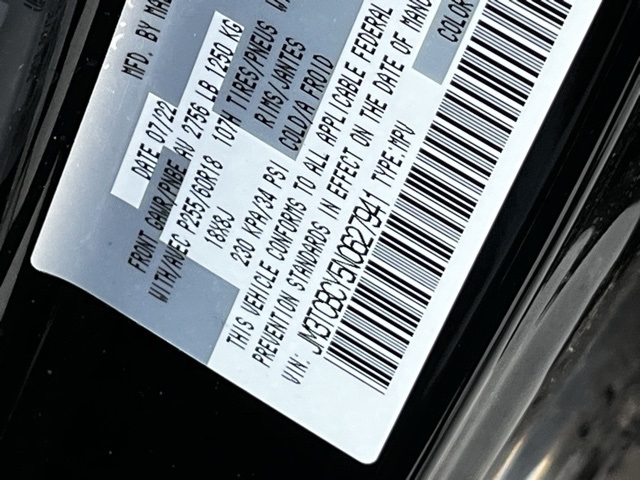 MFD. BY
DATE 07/22
FRONT GAWR/PNBE AV 2756 LB 1250 KG
WITH/AVEC P255/60R18 107H TIRES/PNEUS
18X8J RIMS/JANTES
230 KPA/34 PSI COLD/A FROID
THIS VEHICLE CONFORMS TO ALL APPLICABLE FEDERAL
PREVENTION STANDARDS IN EFFECT ON THE DATE OF
VIN: JM3TCBCY5N0627941 TYPE: MPV
COLOR